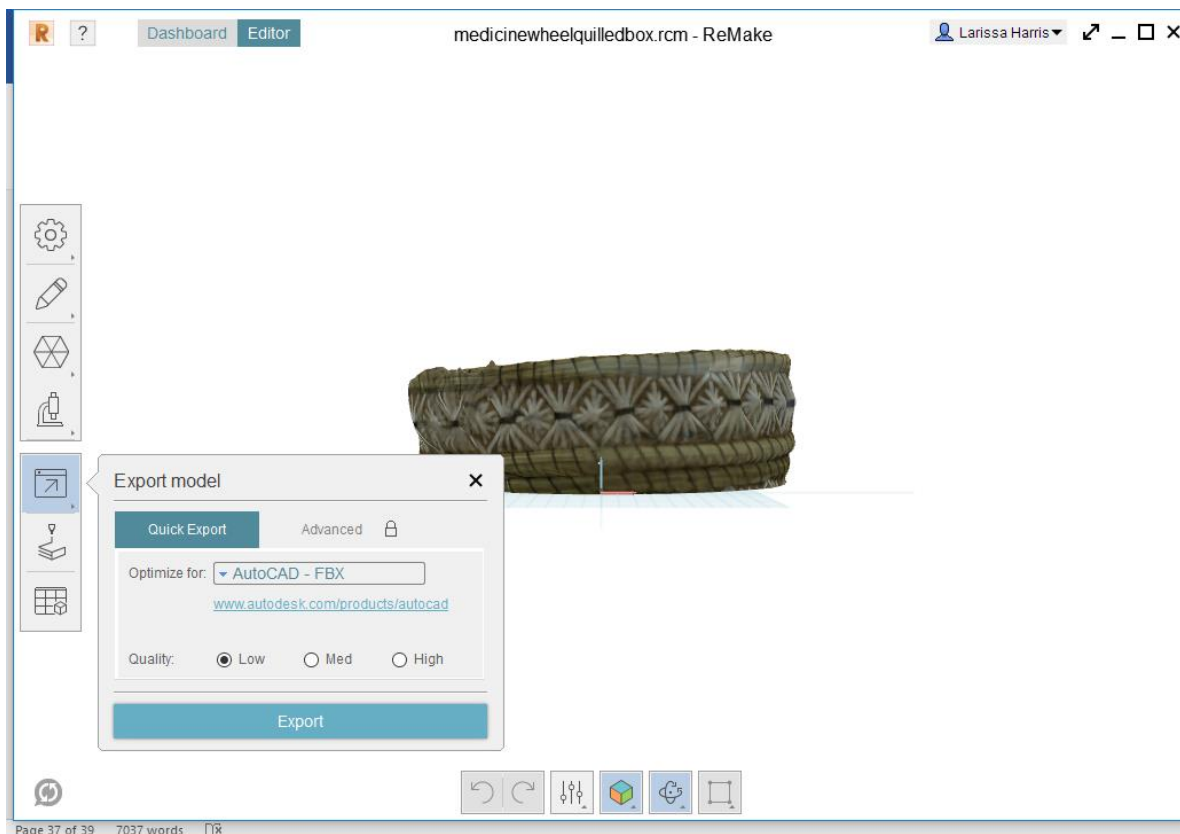 R ? Dashboard Editor medicinewheelquilledbox.rcm - ReMake Larissa Harris
Export model
Quick Export Advanced
Optimize for: AutoCAD - FBX
www.autodesk.com/products/autocad
Quality: Low Med High
Export
Page 37 of 39 7037 words